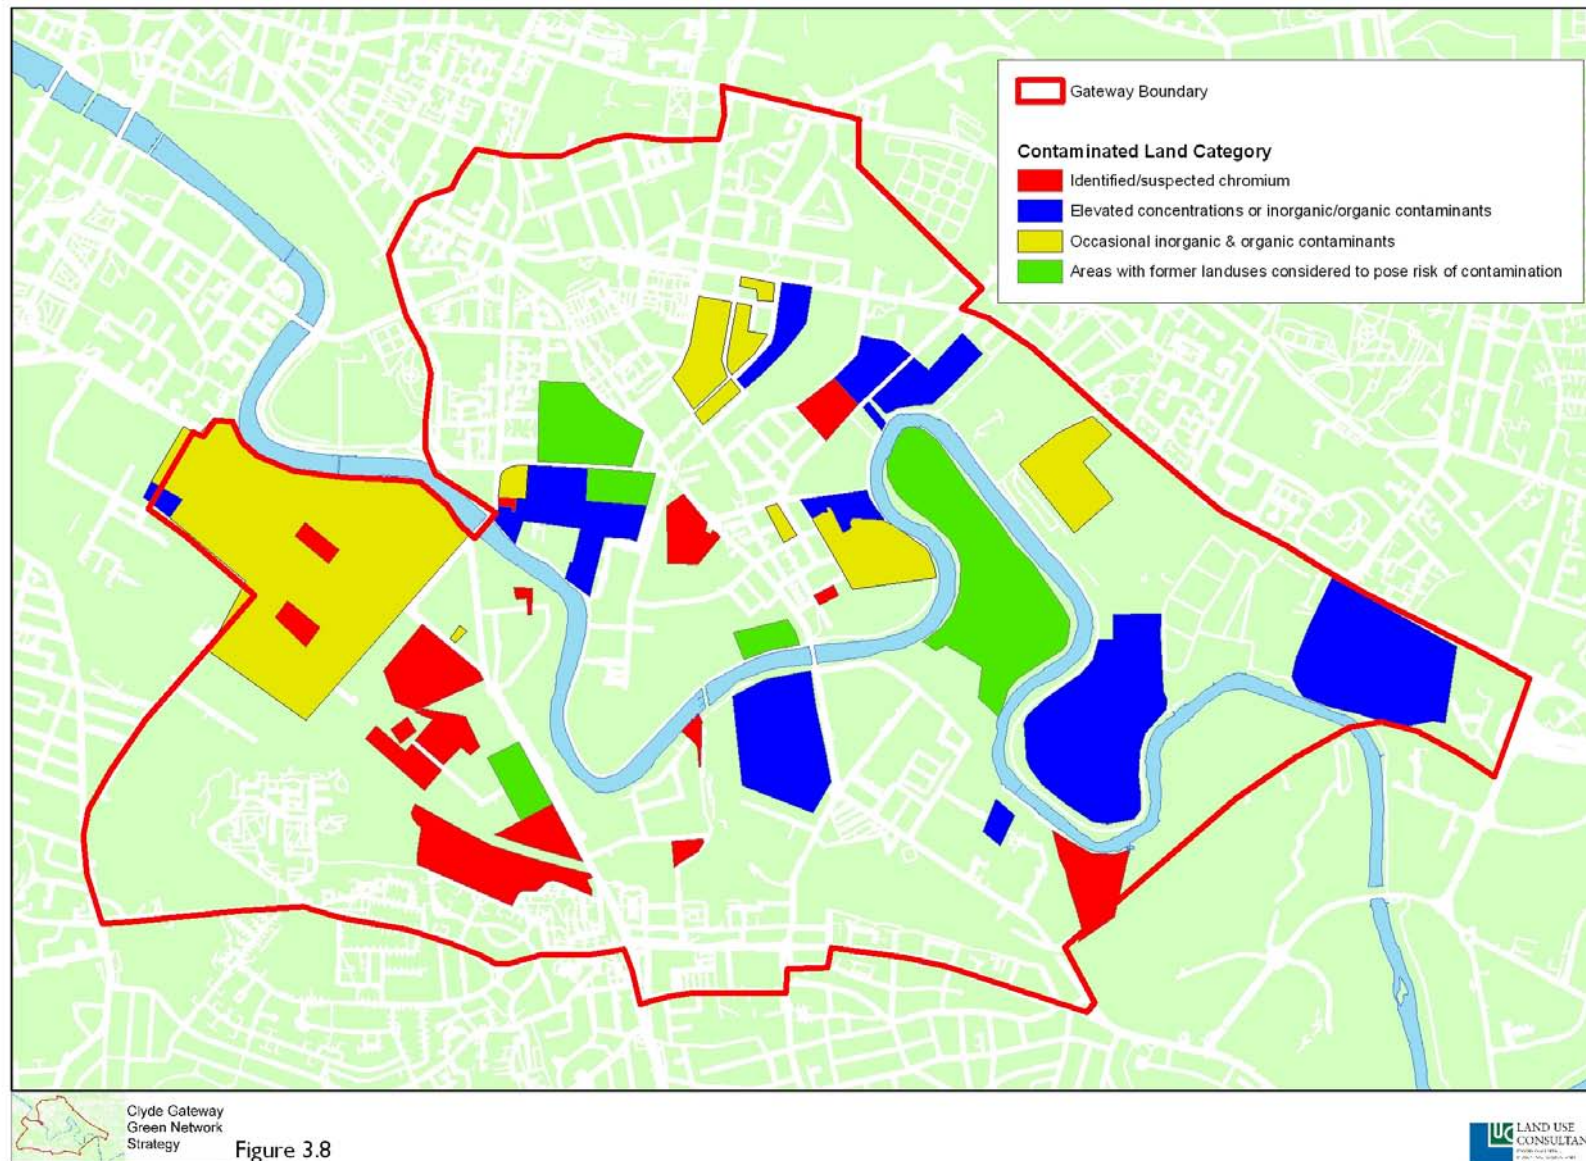 Gateway Boundary
Contaminated Land Category
Identified/suspected chromium
Elevated concentrations or inorganic/organic contaminants
Occasional inorganic & organic contaminants
Areas with former landuses considered to pose risk of contamination
Clyde Gateway
Green Network
Strategy
Figure 3.8
LUC
LAND USE
CONSULTAN